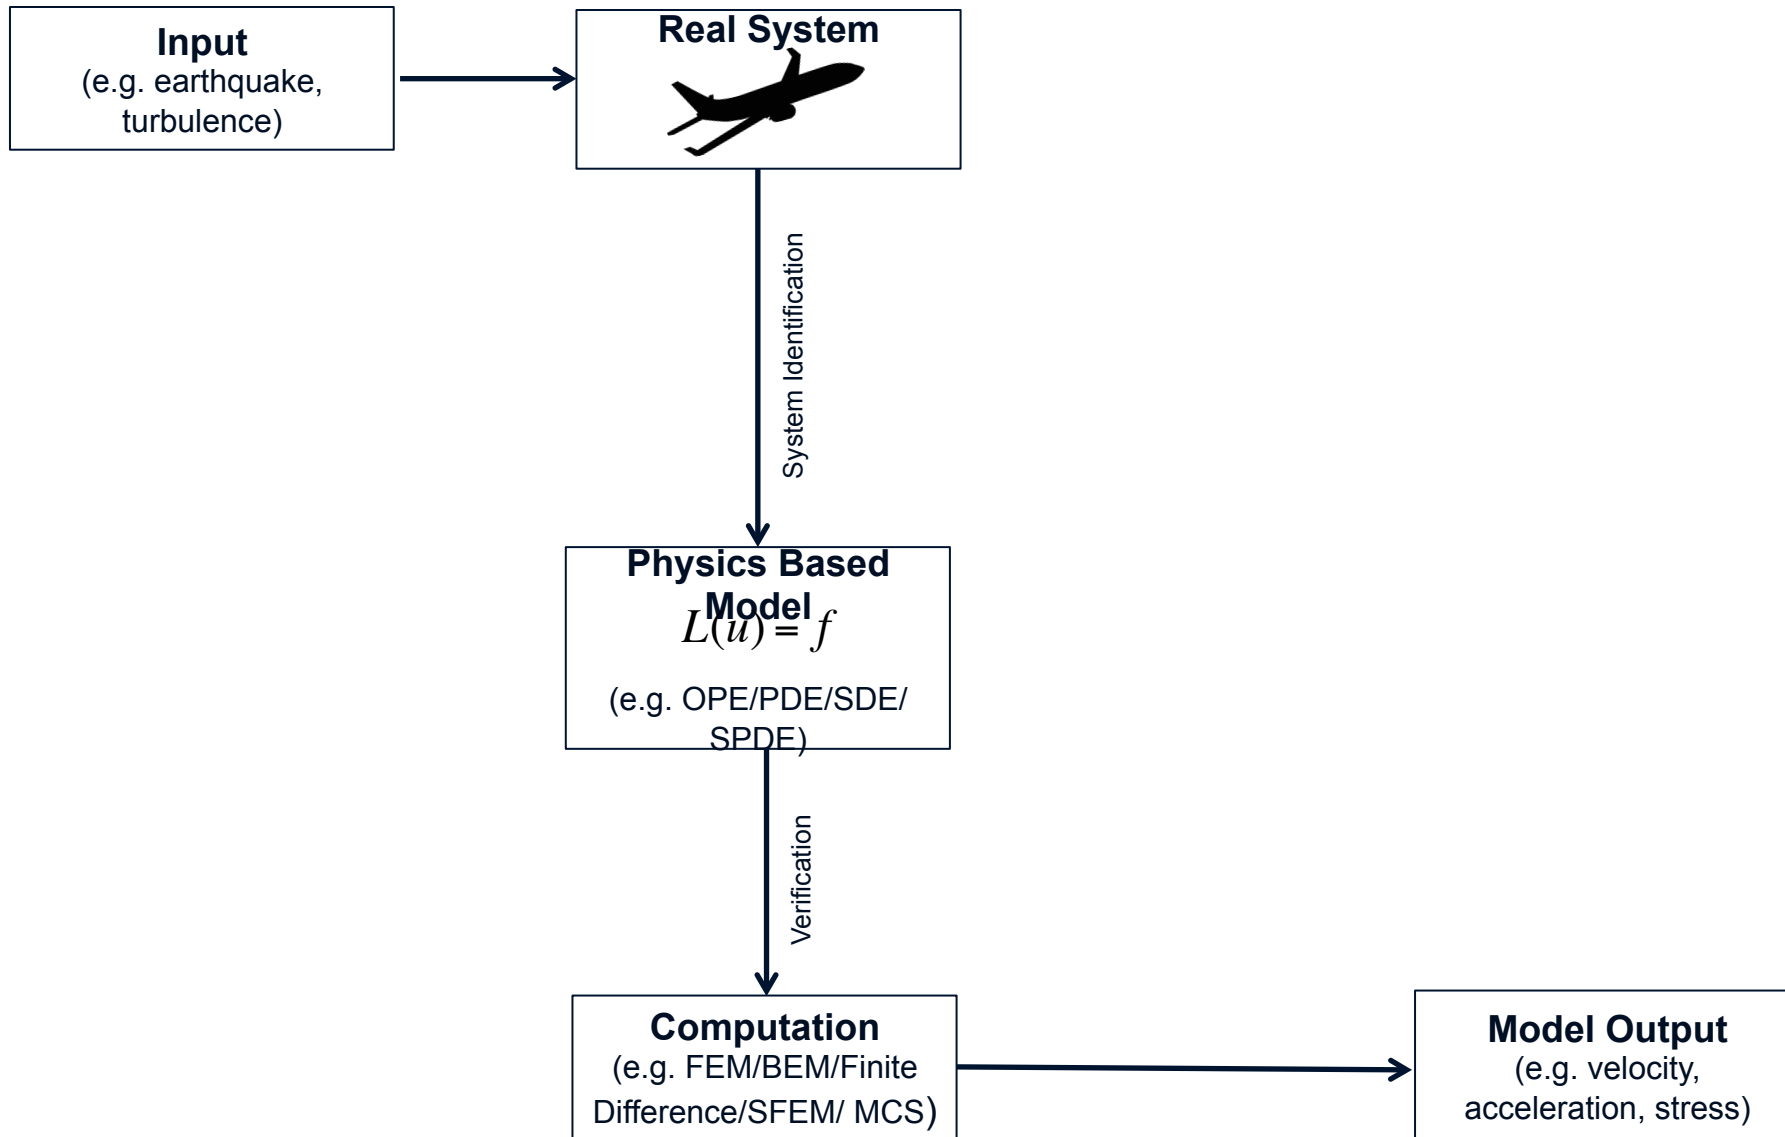 Input
(e.g. earthquake,
turbulence)
Real System
System Identification
Physics Based
Model
L(u) = f
(e.g. OPE/PDE/SDE/
SPDE)
Verification
Computation
(e.g. FEM/BEM/Finite
Difference/SFEM/ MCS)
Model Output
(e.g. velocity,
acceleration, stress)